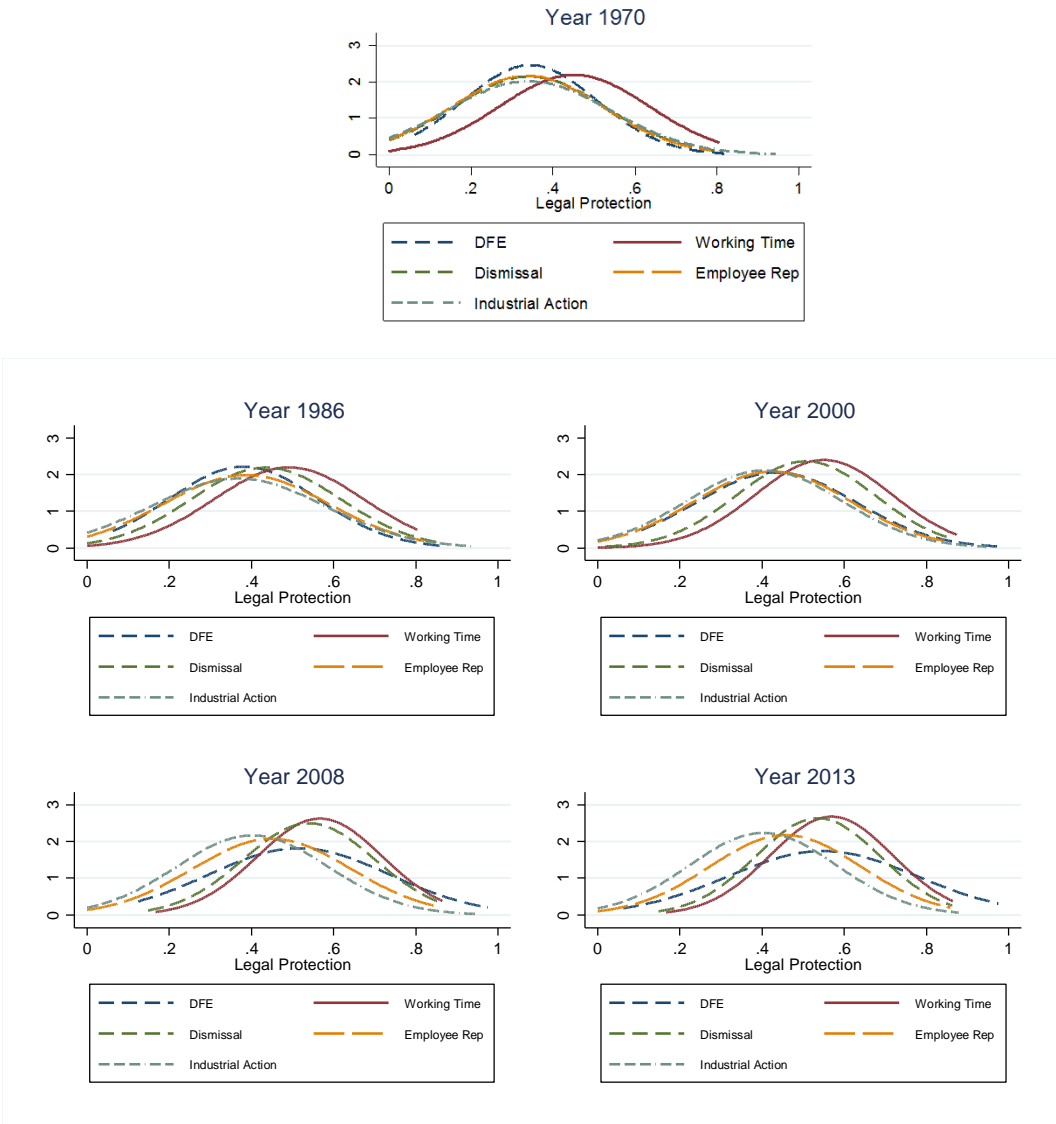 Year 1970
3
2
1
0
0 .2 .4 .6 .8 1
Legal Protection
DFE Working Time
Dismissal Employee Rep
Industrial Action
Year 1986
3
2
1
0
0 .2 .4 .6 .8 1
Legal Protection
DFE Working Time
Dismissal Employee Rep
Industrial Action
Year 2000
3
2
1
0
0 .2 .4 .6 .8 1
Legal Protection
DFE Working Time
Dismissal Employee Rep
Industrial Action
Year 2008
3
2
1
0
0 .2 .4 .6 .8 1
Legal Protection
DFE Working Time
Dismissal Employee Rep
Industrial Action
Year 2013
3
2
1
0
0 .2 .4 .6 .8 1
Legal Protection
DFE Working Time
Dismissal Employee Rep
Industrial Action